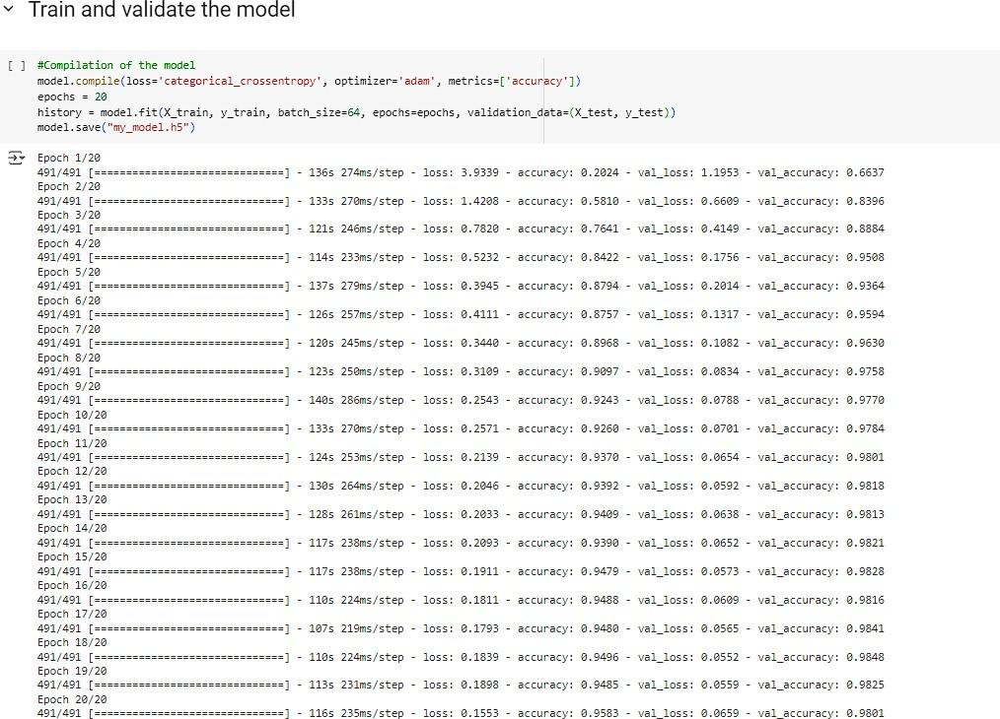 Train and validate the model
[ ] #Compilation of the model
model.compile(loss='categorical_crossentropy', optimizer='adam', metrics=['accuracy'])
epochs = 20
history = model.fit(X_train, y_train, batch_size=64, epochs=epochs, validation_data=(X_test, y_test))
model.save("my_model.h5")
Epoch 1/20
491/491 [==============================] - 136s 274ms/step - loss: 3.9339 - accuracy: 0.2024 - val_loss: 1.1953 - val_accuracy: 0.6637
Epoch 2/20
491/491 [==============================] - 133s 270ms/step - loss: 1.4208 - accuracy: 0.5810 - val_loss: 0.6609 - val_accuracy: 0.8396
Epoch 3/20
491/491 [==============================] - 121s 246ms/step - loss: 0.7820 - accuracy: 0.7641 - val_loss: 0.4149 - val_accuracy: 0.8884
Epoch 4/20
491/491 [==============================] - 114s 233ms/step - loss: 0.5232 - accuracy: 0.8422 - val_loss: 0.1756 - val_accuracy: 0.9508
Epoch 5/20
491/491 [==============================] - 137s 279ms/step - loss: 0.3945 - accuracy: 0.8794 - val_loss: 0.2014 - val_accuracy: 0.9364
Epoch 6/20
491/491 [==============================] - 126s 257ms/step - loss: 0.4111 - accuracy: 0.8757 - val_loss: 0.1317 - val_accuracy: 0.9594
Epoch 7/20
491/491 [==============================] - 120s 245ms/step - loss: 0.3440 - accuracy: 0.8968 - val_loss: 0.1082 - val_accuracy: 0.9630
Epoch 8/20
491/491 [==============================] - 123s 250ms/step - loss: 0.3109 - accuracy: 0.9097 - val_loss: 0.0834 - val_accuracy: 0.9758
Epoch 9/20
491/491 [==============================] - 140s 286ms/step - loss: 0.2543 - accuracy: 0.9243 - val_loss: 0.0788 - val_accuracy: 0.9770
Epoch 10/20
491/491 [==============================] - 133s 270ms/step - loss: 0.2571 - accuracy: 0.9260 - val_loss: 0.0701 - val_accuracy: 0.9784
Epoch 11/20
491/491 [==============================] - 124s 253ms/step - loss: 0.2139 - accuracy: 0.9370 - val_loss: 0.0654 - val_accuracy: 0.9801
Epoch 12/20
491/491 [==============================] - 130s 264ms/step - loss: 0.2046 - accuracy: 0.9392 - val_loss: 0.0592 - val_accuracy: 0.9818
Epoch 13/20
491/491 [==============================] - 128s 261ms/step - loss: 0.2033 - accuracy: 0.9409 - val_loss: 0.0638 - val_accuracy: 0.9813
Epoch 14/20
491/491 [==============================] - 117s 238ms/step - loss: 0.2093 - accuracy: 0.9390 - val_loss: 0.0652 - val_accuracy: 0.9821
Epoch 15/20
491/491 [==============================] - 117s 238ms/step - loss: 0.1911 - accuracy: 0.9479 - val_loss: 0.0573 - val_accuracy: 0.9828
Epoch 16/20
491/491 [==============================] - 110s 224ms/step - loss: 0.1811 - accuracy: 0.9488 - val_loss: 0.0609 - val_accuracy: 0.9816
Epoch 17/20
491/491 [==============================] - 107s 219ms/step - loss: 0.1793 - accuracy: 0.9480 - val_loss: 0.0565 - val_accuracy: 0.9841
Epoch 18/20
491/491 [==============================] - 110s 224ms/step - loss: 0.1839 - accuracy: 0.9496 - val_loss: 0.0552 - val_accuracy: 0.9848
Epoch 19/20
491/491 [==============================] - 113s 231ms/step - loss: 0.1898 - accuracy: 0.9485 - val_loss: 0.0559 - val_accuracy: 0.9825
Epoch 20/20
491/491 [==============================] - 116s 235ms/step - loss: 0.1553 - accuracy: 0.9583 - val_loss: 0.0659 - val_accuracy: 0.9801